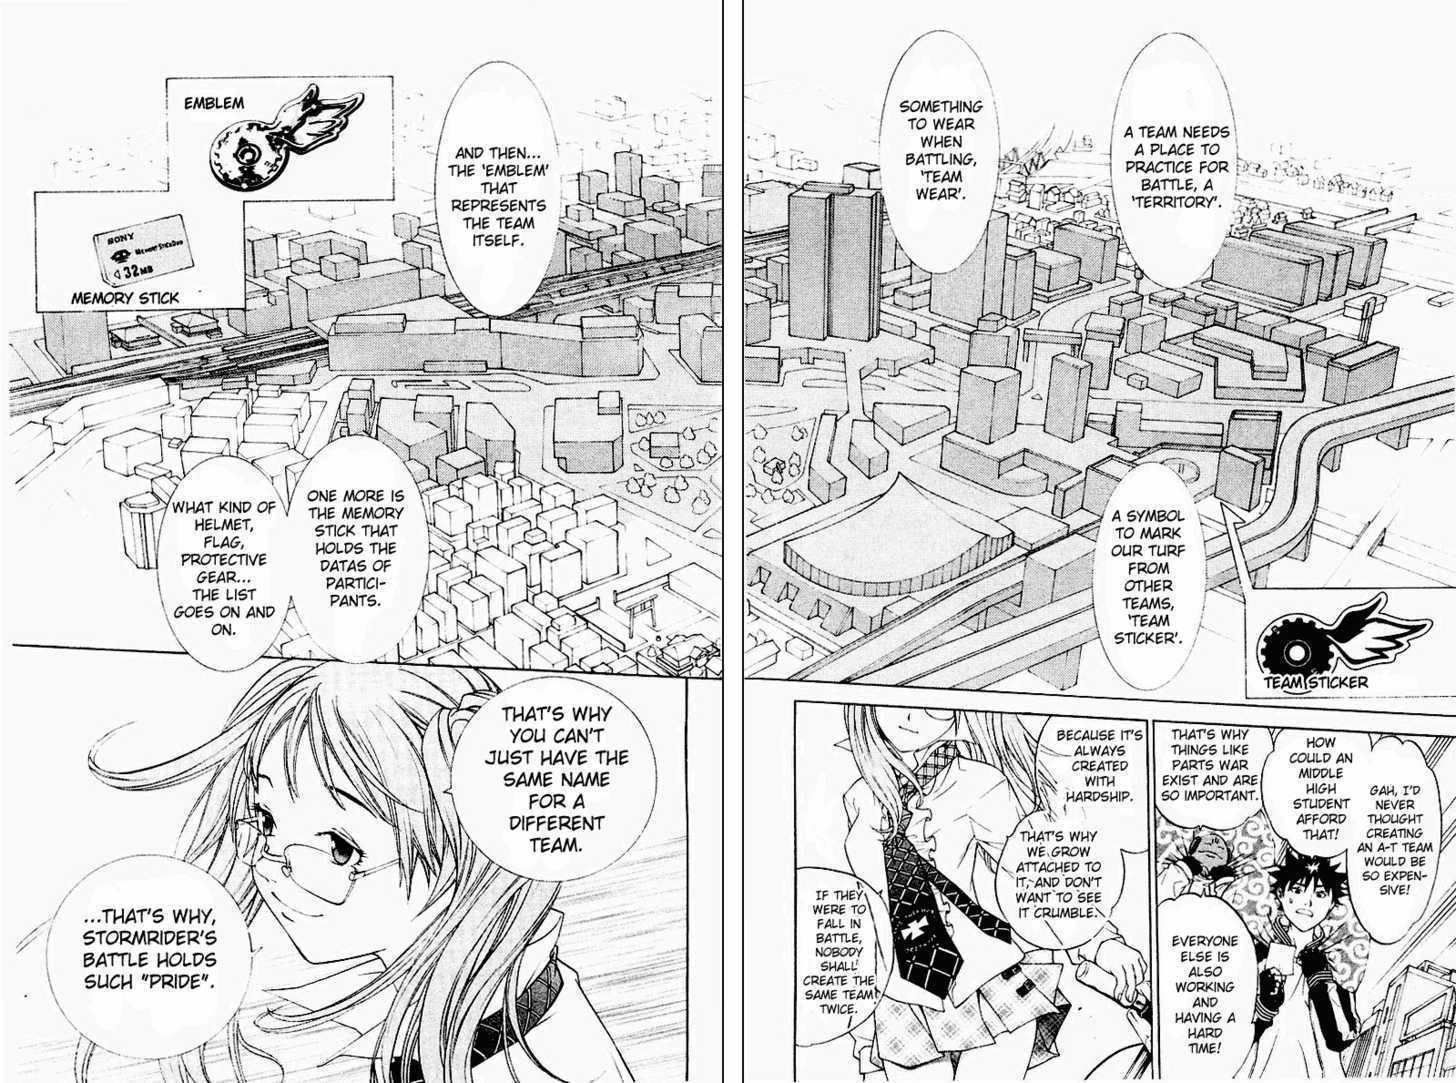 A TEAM NEEDS
A PLACE TO
PRACTICE FOR
BATTLE, A
'TERRITORY'.
SOMETHING
TO WEAR
WHEN
BATTLING,
'TEAM
WEAR'.
A SYMBOL
TO MARK
OUR TURF
FROM
OTHER
TEAMS,
'TEAM
STICKER'.
TEAM STICKER
AND THEN...
THE 'EMBLEM'
THAT
REPRESENTS
THE TEAM
ITSELF.
EMBLEM
SONY
MEMORY STICK DUO
32MB
MEMORY STICK
ONE MORE IS
THE MEMORY
STICK THAT
HOLDS THE
DATAS OF
PARTICI-
PANTS.
WHAT KIND OF
HELMET,
FLAG,
PROTECTIVE
GEAR...
THE LIST
GOES ON AND
ON.
GAH, I'D
NEVER
THOUGHT
CREATING
AN A-T TEAM
WOULD BE
SO EXPEN-
SIVE!
HOW
COULD AN
MIDDLE
HIGH
STUDENT
AFFORD
THAT!
THAT'S WHY
THINGS LIKE
PARTS WAR
EXIST AND ARE
SO IMPORTANT.
EVERYONE
ELSE IS
ALSO
WORKING
AND
HAVING A
HARD
TIME!
BECAUSE IT'S
ALWAYS
CREATED
WITH
HARDSHIP.
THAT'S WHY
WE GROW
ATTACHED TO
IT, AND DON'T
WANT TO SEE
IT CRUMBLE.
IF THEY
WERE TO
FALL IN
BATTLE,
NOBODY
SHALL
CREATE THE
SAME TEAM
TWICE.
THAT'S WHY
YOU CAN'T
JUST HAVE THE
SAME NAME
FOR A
DIFFERENT
TEAM.
...THAT'S WHY,
STORMRIDER'S
BATTLE HOLDS
SUCH "PRIDE".